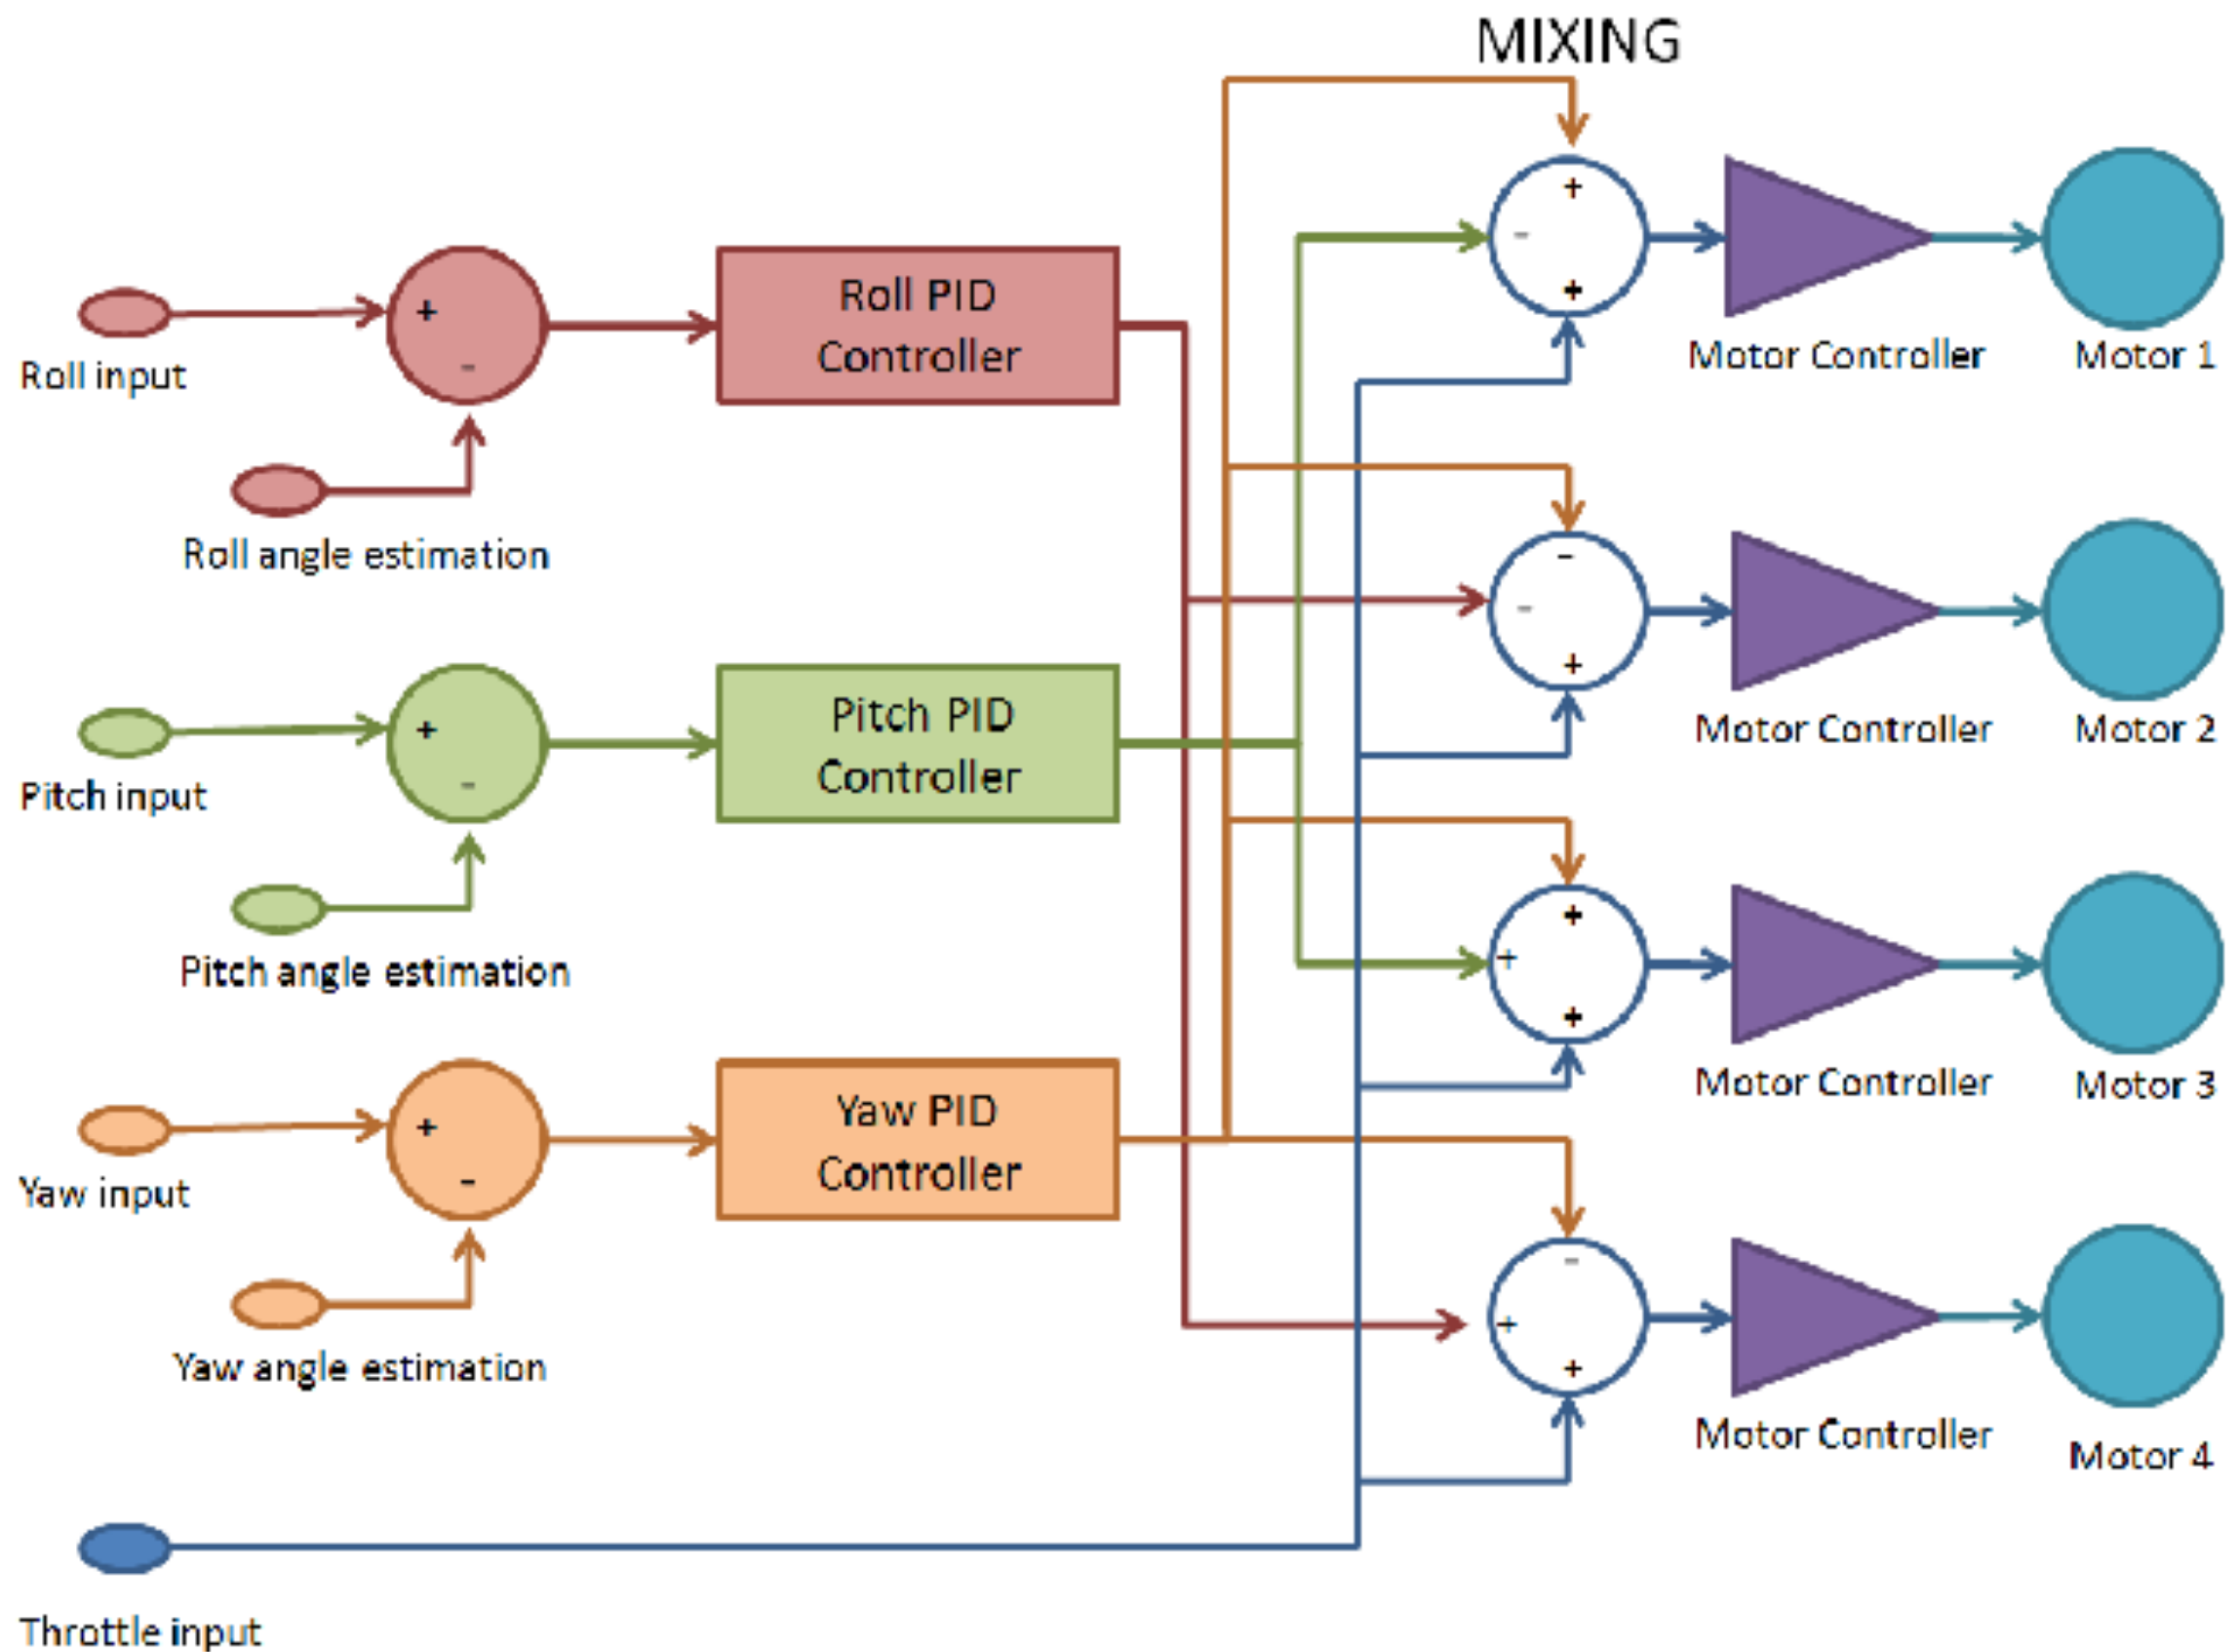 MIXING
+
Roll PID
Controller
+
-
+
-
+
Roll input
Motor Controller
Motor 1
Roll angle estimation
-
-
+
Pitch PID
Controller
+
-
Pitch input
Motor Controller
Motor 2
Pitch angle estimation
+
+
+
Yaw PID
Controller
+
-
Yaw input
Motor Controller
Motor 3
Yaw angle estimation
-
+
+
Motor Controller
Motor 4
Throttle input